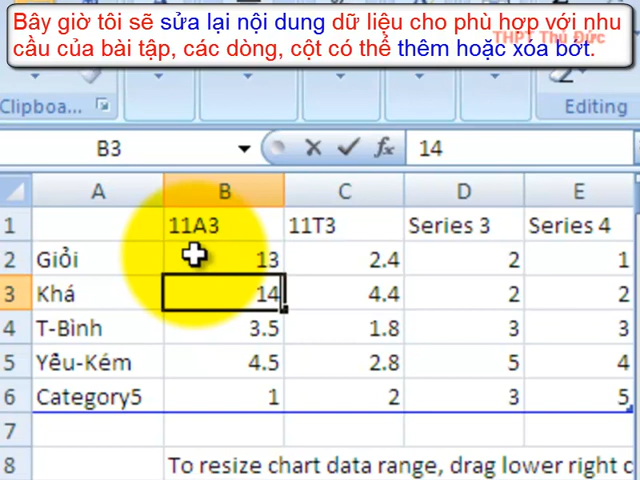 Bây giờ tôi sẽ sửa lại nội dung dữ liệu cho phù hợp với nhu
cầu của bài tập, các dòng, cột có thể thêm hoặc xóa bớt.
THPT Thủ Đức
Clipboa... Editing
B3 fx 14
A B C D E
1 11A3 11T3 Series 3 Series 4
2 Giỏi 13 2.4 2 1
3 Khá 14 4.4 2 2
4 T-Bình 3.5 1.8 3 3
5 Yếu-Kém 4.5 2.8 5 4
6 Category5 1 2 3 5
7
8 To resize chart data range, drag lower right c